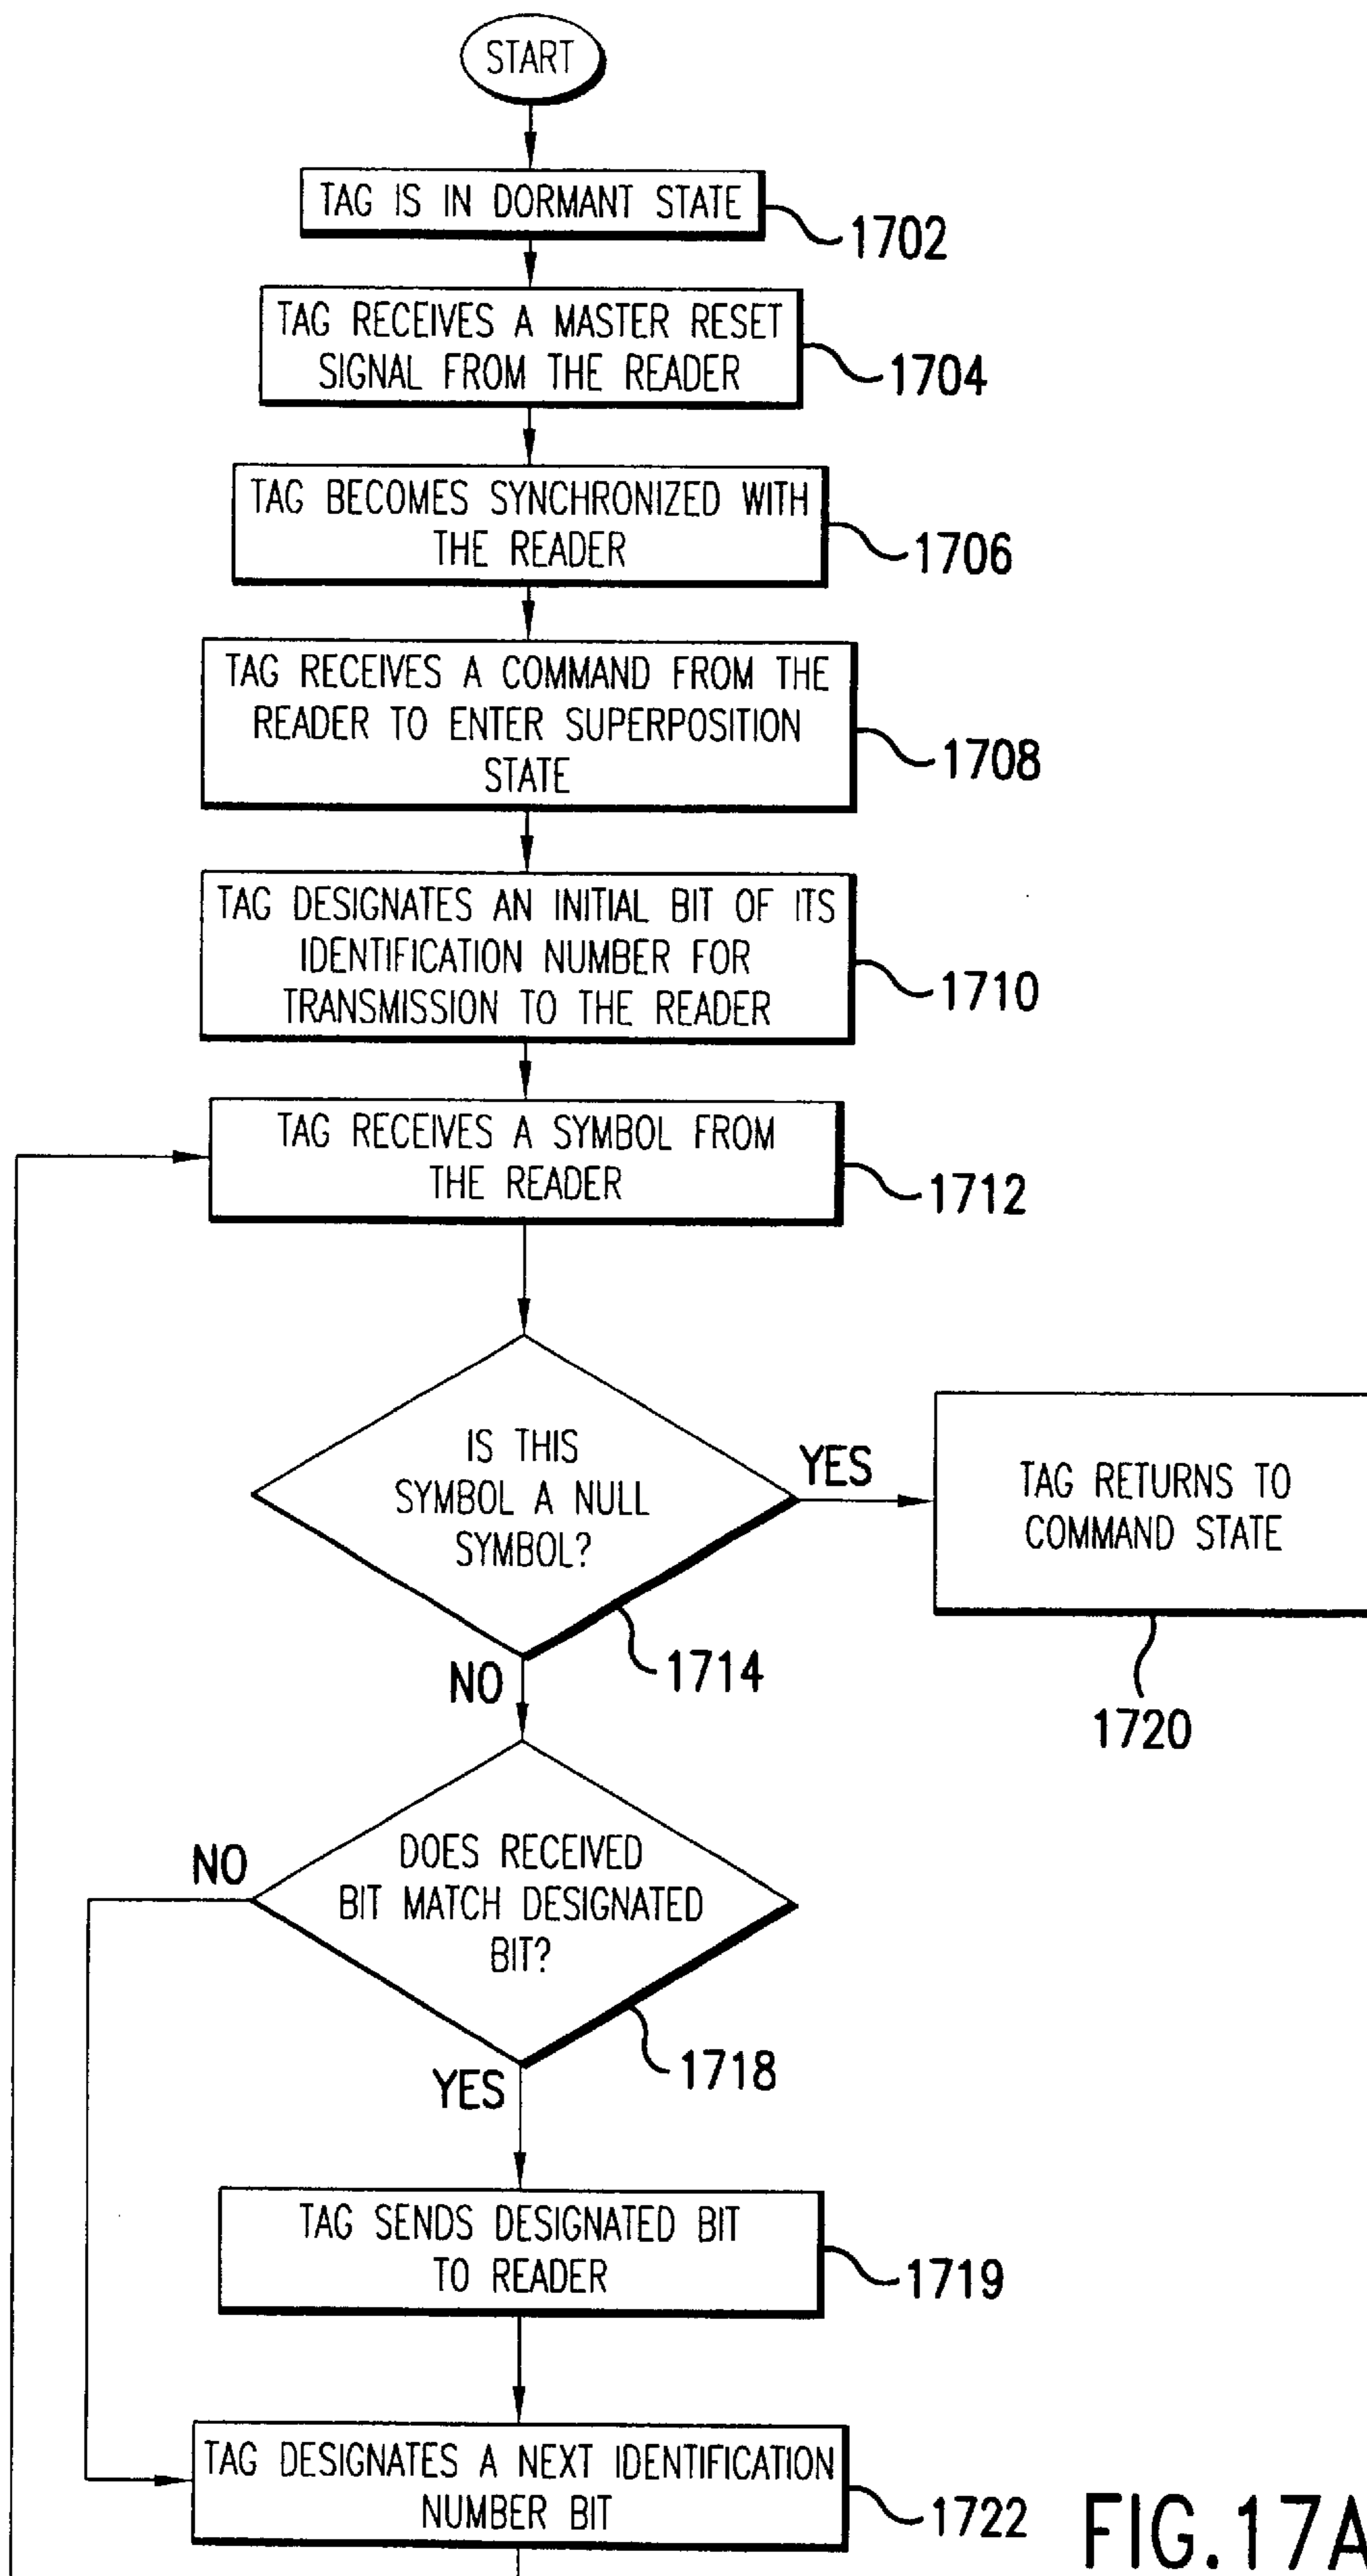 START
TAG IS IN DORMANT STATE
1702
TAG RECEIVES A MASTER RESET
SIGNAL FROM THE READER
1704
TAG BECOMES SYNCHRONIZED WITH
THE READER
1706
TAG RECEIVES A COMMAND FROM THE
READER TO ENTER SUPERPOSITION
STATE
1708
TAG DESIGNATES AN INITIAL BIT OF ITS
IDENTIFICATION NUMBER FOR
TRANSMISSION TO THE READER
1710
TAG RECEIVES A SYMBOL FROM
THE READER
1712
IS THIS
SYMBOL A NULL
SYMBOL?
1714
YES
TAG RETURNS TO
COMMAND STATE
1720
NO
DOES RECEIVED
BIT MATCH DESIGNATED
BIT?
1718
NO
YES
TAG SENDS DESIGNATED BIT
TO READER
1719
TAG DESIGNATES A NEXT IDENTIFICATION
NUMBER BIT
1722
FIG.17A